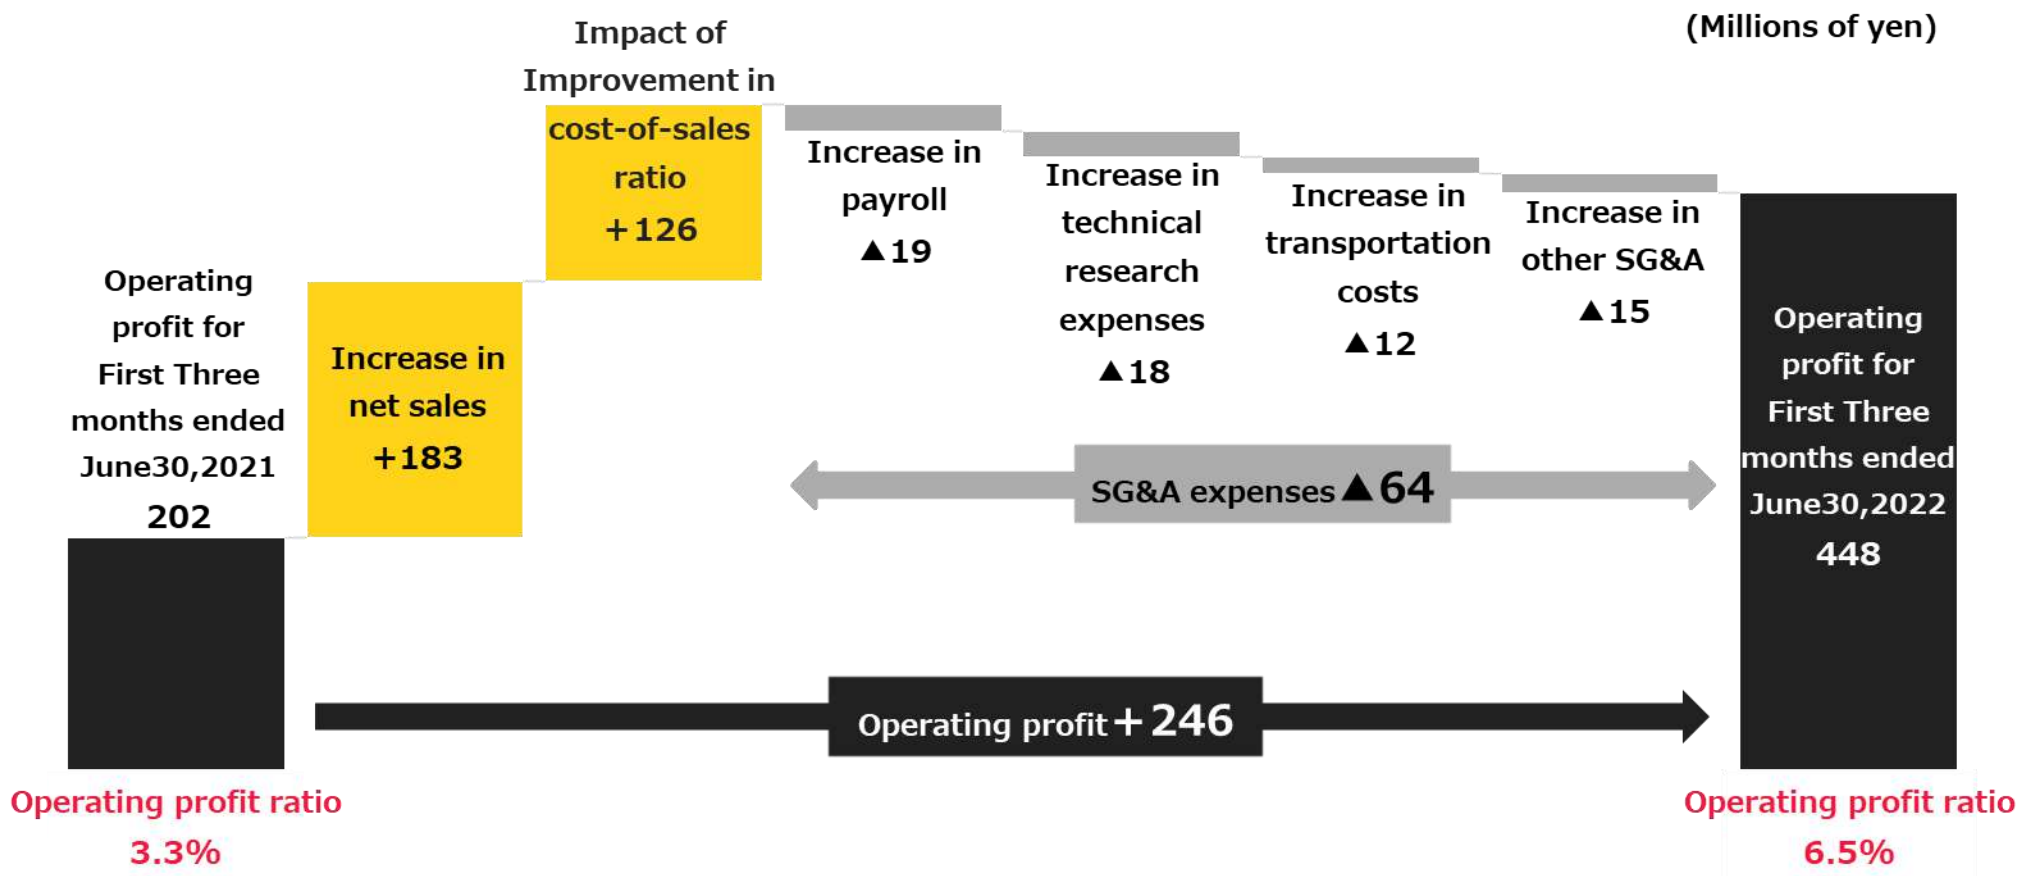 (Millions of yen)
Impact of
Improvement in
cost-of-sales
ratio
+126
Increase in
payroll
▲19
Increase in
technical
research
expenses
▲18
Increase in
transportation
costs
▲12
Increase in
other SG&A
▲15
Operating
profit for
First Three
months ended
June30,2021
202
Increase in
net sales
+183
Operating
profit for
First Three
months ended
June30,2022
448
SG&A expenses▲64
Operating profit+246
Operating profit ratio
3.3%
Operating profit ratio
6.5%